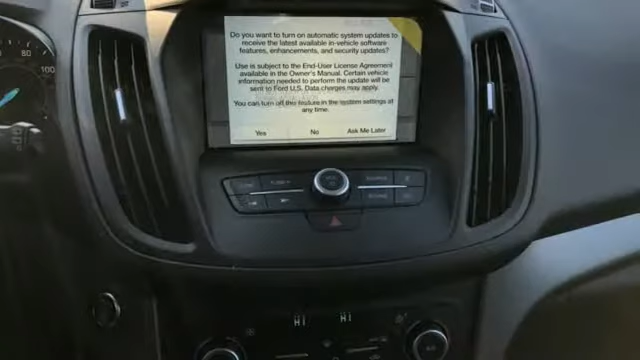 Do you want to turn on automatic system updates to
receive the latest available in-vehicle software
features, enhancements, and security updates?
Use is subject to the End-User License Agreement
available in the Owner's Manual. Certain vehicle
information needed to perform the update will be
sent to Ford U.S. Data charges may apply.
You can turn off this feature in the system settings at
any time.
Yes No Ask Me Later
100
80
HI HI